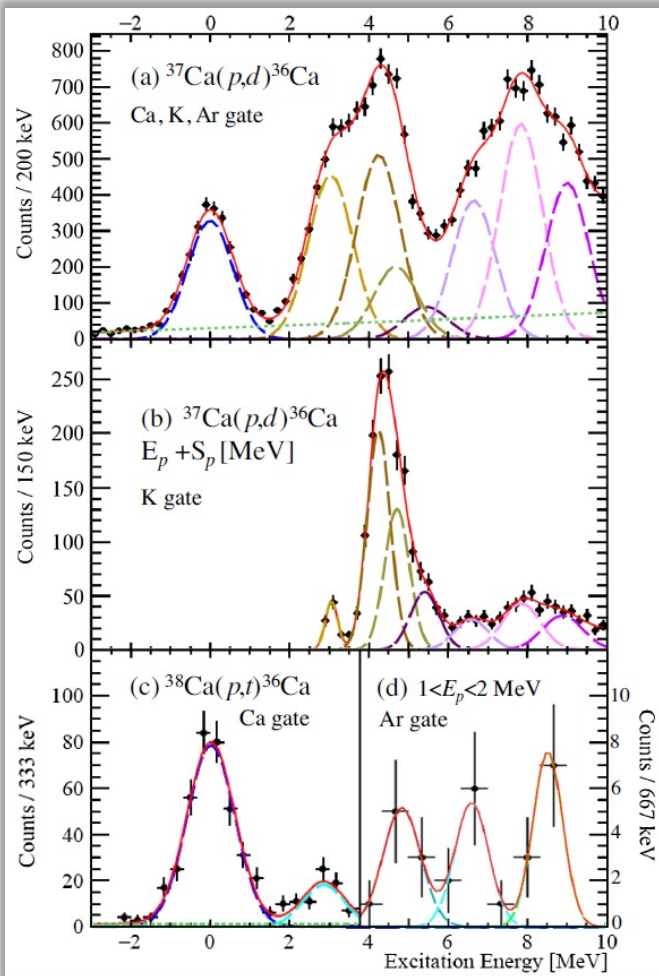 −2 0 2 4 6 8 10
800
700
600
500
400
300
200
100
0
Counts / 200 keV
(a) ³⁷Ca(p,d)³⁶Ca
Ca, K, Ar gate
250
200
150
100
50
0
Counts / 150 keV
(b) ³⁷Ca(p,d)³⁶Ca
Eₚ +Sₚ [MeV]
K gate
100
80
60
40
20
0
Counts / 333 keV
(c) ³⁸Ca(p,t)³⁶Ca
Ca gate
(d) 1<Eₚ<2 MeV
Ar gate
10
8
6
4
2
0
Counts / 667 keV
−2 0 2 4 6 8 10
Excitation Energy [MeV]